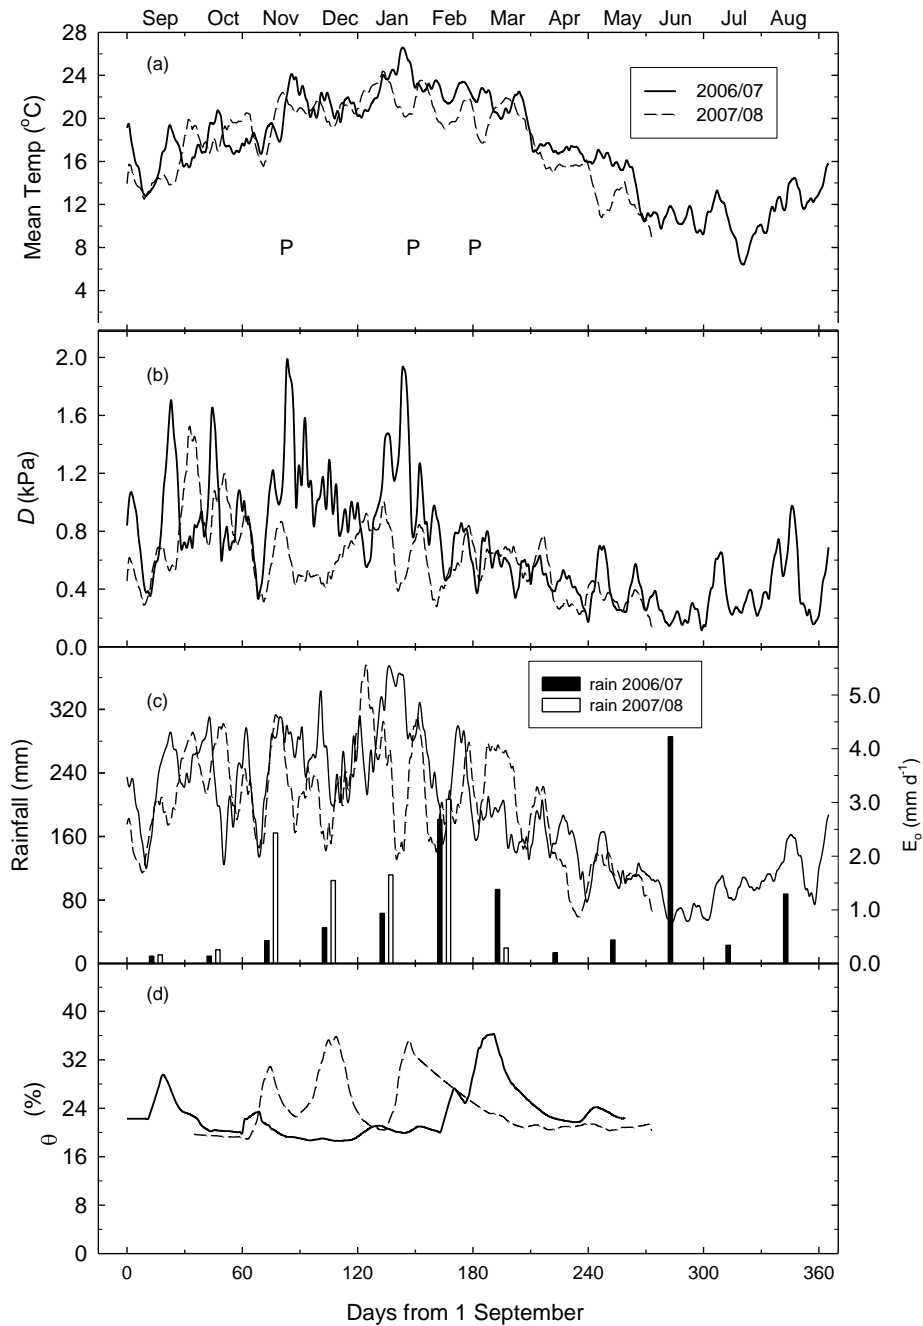 Sep Oct Nov Dec Jan Feb Mar Apr May Jun Jul Aug
28
24
20
16
12
8
4
Mean Temp (°C)
(a)
2006/07
2007/08
P P P
2.0
1.6
1.2
0.8
0.4
0.0
D (kPa)
(b)
320
240
160
80
0
Rainfall (mm)
(c)
rain 2006/07
rain 2007/08
5.0
4.0
3.0
2.0
1.0
0.0
Eo (mm d-1)
(d)
40
32
24
16
8
0
θ (%)
0 60 120 180 240 300 360
Days from 1 September